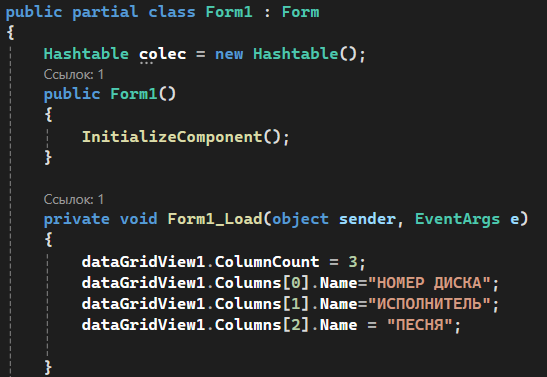 public partial class Form1 : Form
{
Hashtable colec = new Hashtable();
Ссылок: 1
public Form1()
{
InitializeComponent();
}
Ссылок: 1
private void Form1_Load(object sender, EventArgs e)
{
dataGridView1.ColumnCount = 3;
dataGridView1.Columns[0].Name="НОМЕР ДИСКА";
dataGridView1.Columns[1].Name="ИСПОЛНИТЕЛЬ";
dataGridView1.Columns[2].Name = "ПЕСНЯ";
}